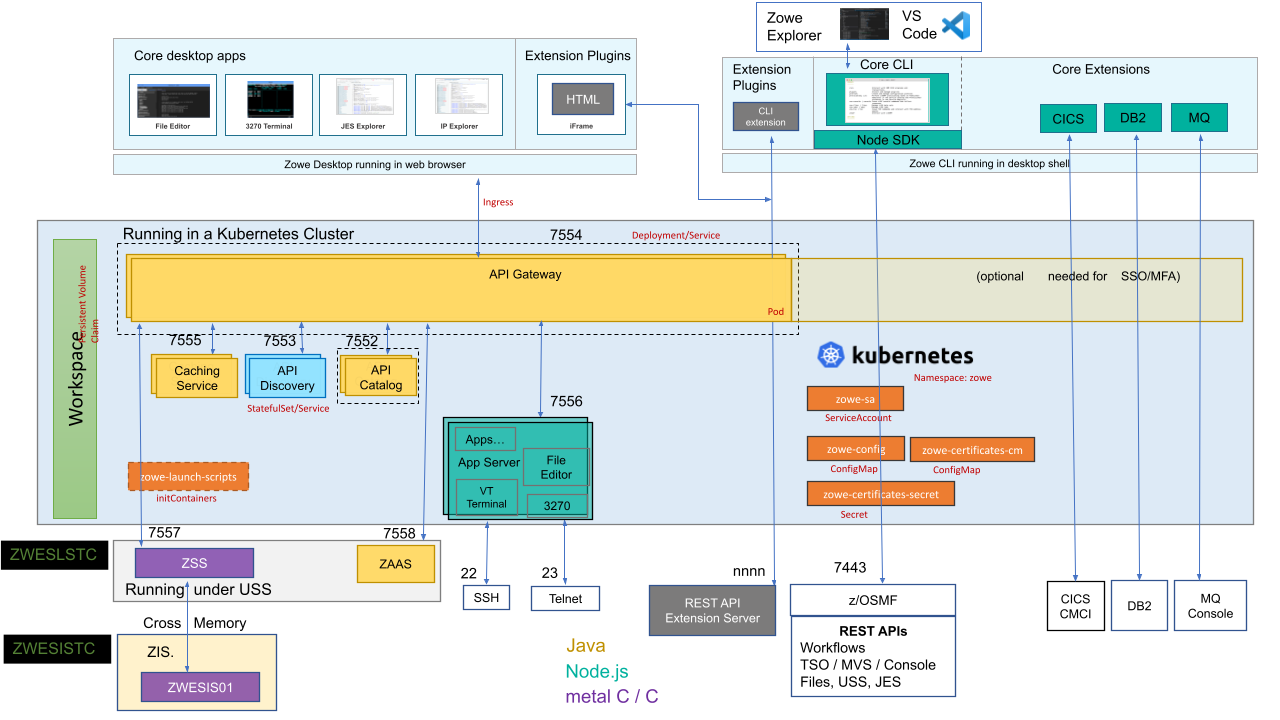 Zowe
Explorer
VS
Code
Core desktop apps
Extension Plugins
File Editor
3270 Terminal
JES Explorer
IP Explorer
HTML
iFrame
Zowe Desktop running in web browser
Extension
Plugins
CLI
extension
Core CLI
Node SDK
Core Extensions
CICS
DB2
MQ
Zowe CLI running in desktop shell
Ingress
Running in a Kubernetes Cluster
7554
Deployment/Service
API Gateway
(optional needed for SSO/MFA)
Pod
Workspace
Persistent Volume
Claim
7555
7553
7552
Caching
Service
API
Discovery
API
Catalog
StatefulSet/Service
kubernetes
Namespace: zowe
zowe-sa
ServiceAccount
zowe-config
ConfigMap
zowe-certificates-cm
ConfigMap
zowe-certificates-secret
Secret
7556
Apps…
App Server
File
Editor
VT
Terminal
3270
zowe-launch-scripts
initContainers
ZWESLSTC
7557
7558
ZSS
ZAAS
Running under USS
22
SSH
23
Telnet
nnnn
REST API
Extension Server
7443
z/OSMF
REST APIs
Workflows
TSO / MVS / Console
Files, USS, JES
CICS
CMCI
DB2
MQ
Console
Cross Memory
ZWESISTC
ZIS.
ZWESIS01
Java
Node.js
metal C / C